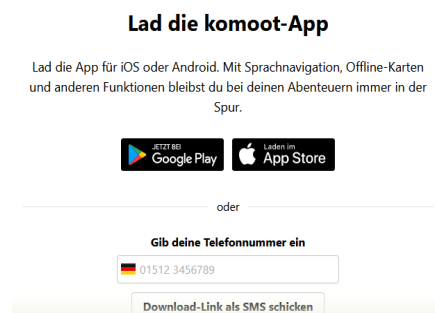 Lad die komoot-App
Lad die App für iOS oder Android. Mit Sprachnavigation, Offline-Karten
und anderen Funktionen bleibst du bei deinen Abenteuern immer in der
Spur.
JETZT BEI
Google Play
Laden im
App Store
oder
Gib deine Telefonnummer ein
01512 3456789
Download-Link als SMS schicken